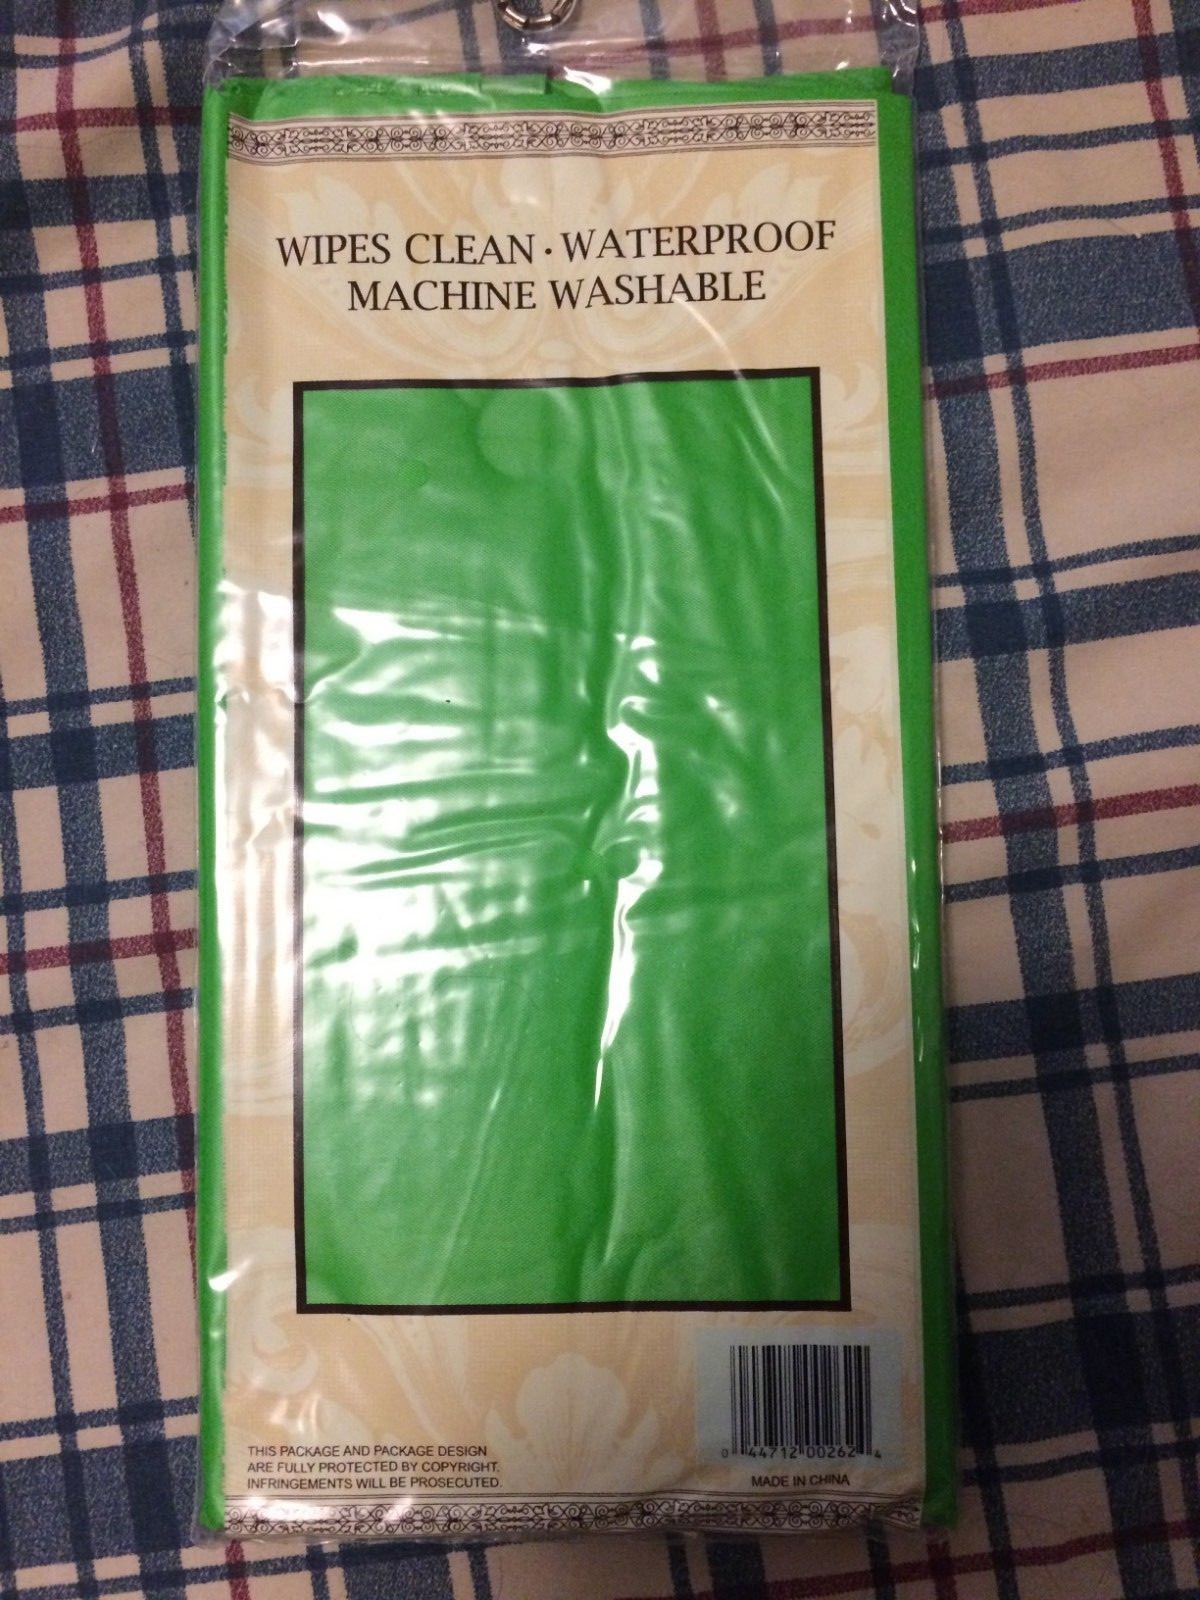 WIPES CLEAN · WATERPROOF
MACHINE WASHABLE
THIS PACKAGE AND PACKAGE DESIGN
ARE FULLY PROTECTED BY COPYRIGHT.
INFRINGEMENTS WILL BE PROSECUTED.
0 44712 00262 4
MADE IN CHINA